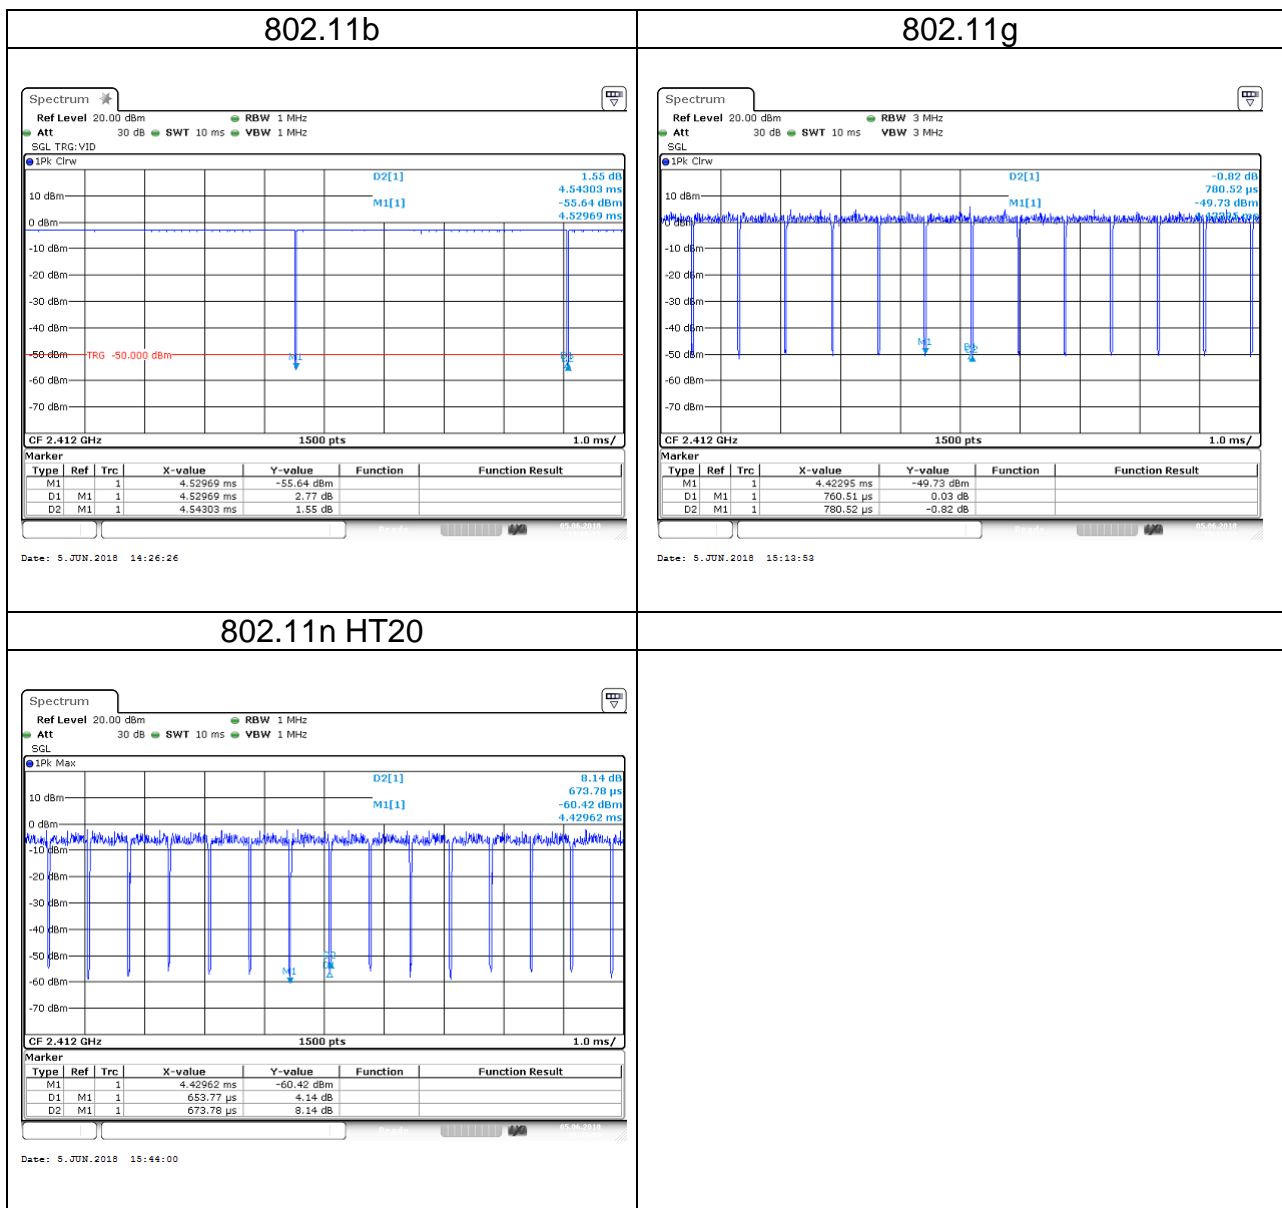 802.11b
802.11g
Spectrum
Ref Level 20.00 dBm RBW 1 MHz
Att 30 dB SWT 10 ms VBW 1 MHz
SGL TRG:VID
1Pk Clrw
D2[1] 1.55 dB
4.54303 ms
M1[1] -55.64 dBm
4.52969 ms
10 dBm
0 dBm
-10 dBm
-20 dBm
-30 dBm
-40 dBm
-50 dBm TRG -50.000 dBm
M1
-60 dBm
-70 dBm
CF 2.412 GHz 1500 pts 1.0 ms/
Marker
Type Ref Trc X-value Y-value Function Function Result
M1 1 4.52969 ms -55.64 dBm
D1 M1 1 4.52969 ms 2.77 dB
D2 M1 1 4.54303 ms 1.55 dB
05.06.2018
Date: 5.JUN.2018 14:26:26
Spectrum
Ref Level 20.00 dBm RBW 3 MHz
Att 30 dB SWT 10 ms VBW 3 MHz
SGL
1Pk Clrw
D2[1] -0.82 dB
780.52 µs
M1[1] -49.73 dBm
4.42295 ms
10 dBm
0 dBm
-10 dBm
-20 dBm
-30 dBm
-40 dBm
M1
-50 dBm
-60 dBm
-70 dBm
CF 2.412 GHz 1500 pts 1.0 ms/
Marker
Type Ref Trc X-value Y-value Function Function Result
M1 1 4.42295 ms -49.73 dBm
D1 M1 1 760.51 µs 0.03 dB
D2 M1 1 780.52 µs -0.82 dB
05.06.2018
Date: 5.JUN.2018 15:13:53
802.11n HT20
Spectrum
Ref Level 20.00 dBm RBW 1 MHz
Att 30 dB SWT 10 ms VBW 1 MHz
SGL
1Pk Max
D2[1] 8.14 dB
673.78 µs
M1[1] -60.42 dBm
4.42962 ms
10 dBm
0 dBm
-10 dBm
-20 dBm
-30 dBm
-40 dBm
-50 dBm
M1
-60 dBm
-70 dBm
CF 2.412 GHz 1500 pts 1.0 ms/
Marker
Type Ref Trc X-value Y-value Function Function Result
M1 1 4.42962 ms -60.42 dBm
D1 M1 1 653.77 µs 4.14 dB
D2 M1 1 673.78 µs 8.14 dB
05.06.2018
Date: 5.JUN.2018 15:44:00